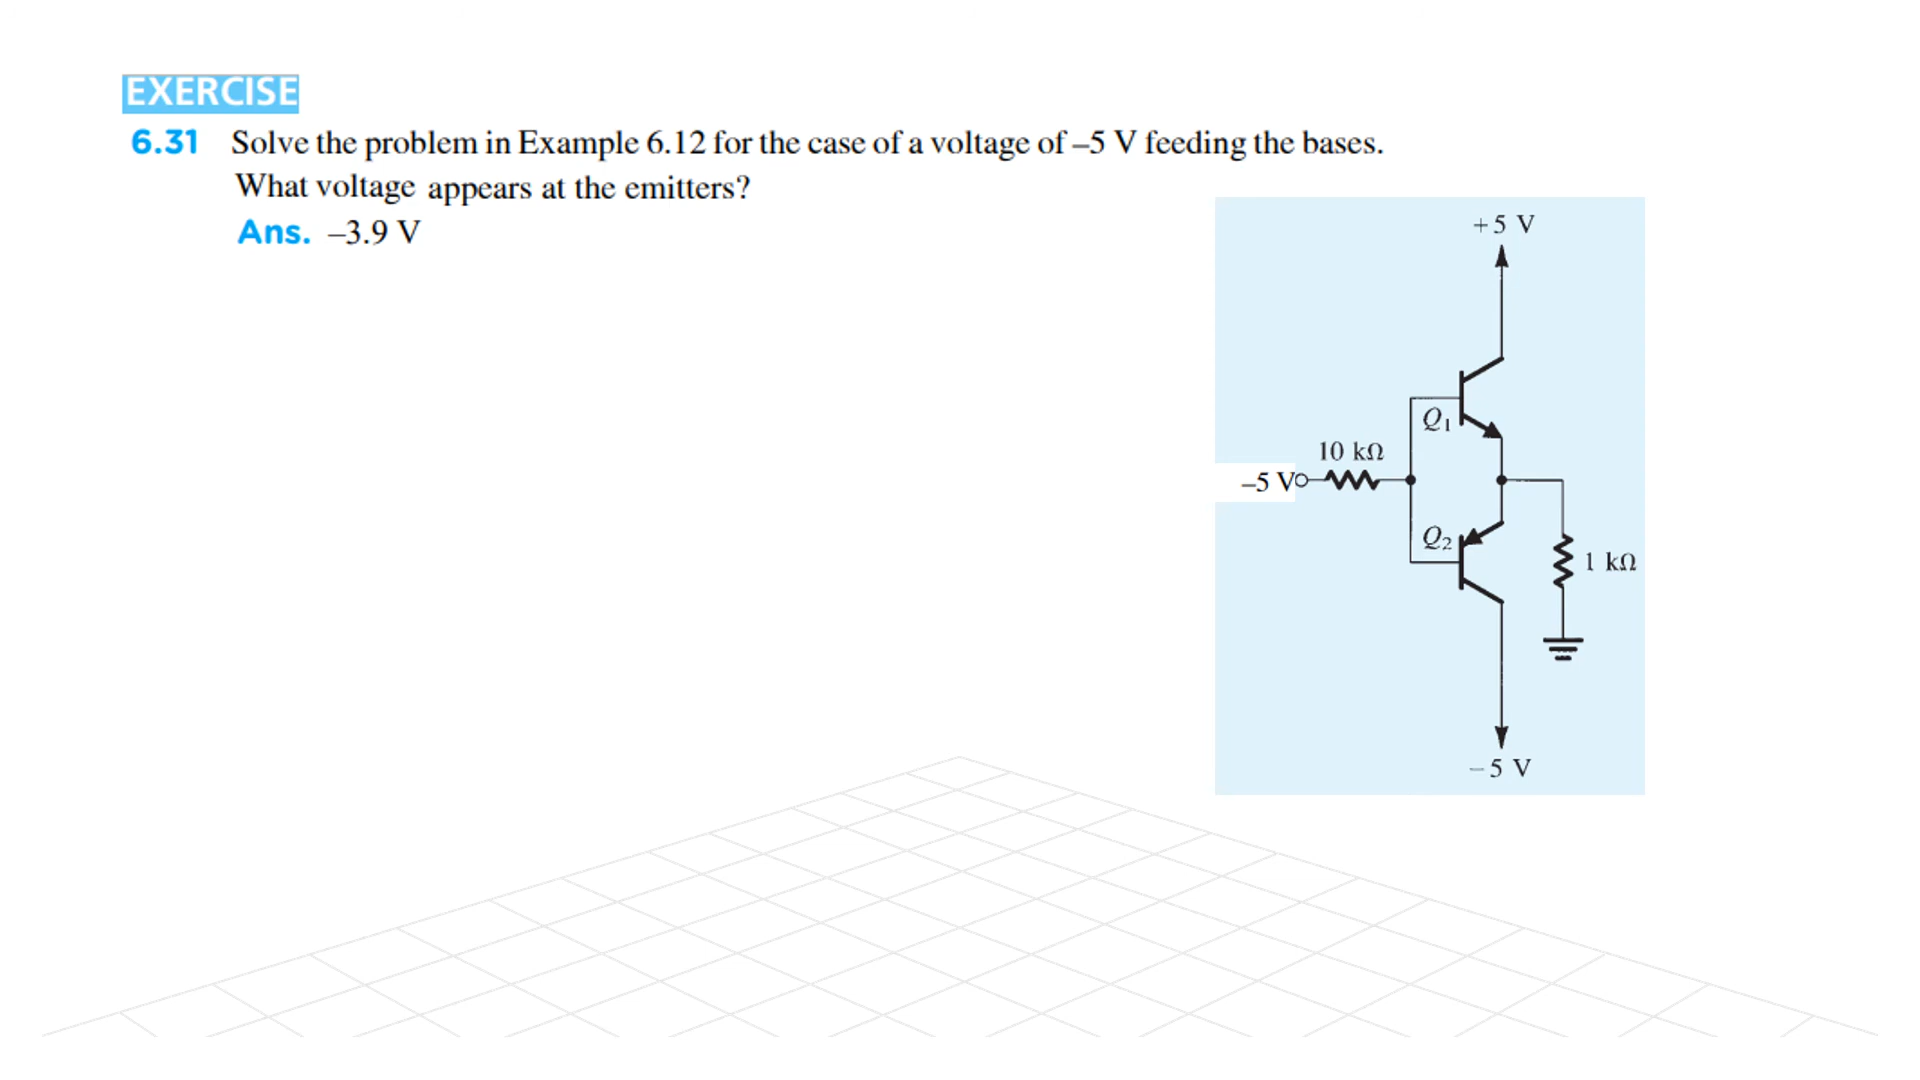 EXERCISE
6.31 Solve the problem in Example 6.12 for the case of a voltage of –5 V feeding the bases.
What voltage appears at the emitters?
Ans. –3.9 V
+5 V
Q1
10 kΩ
–5 V
Q2
1 kΩ
–5 V